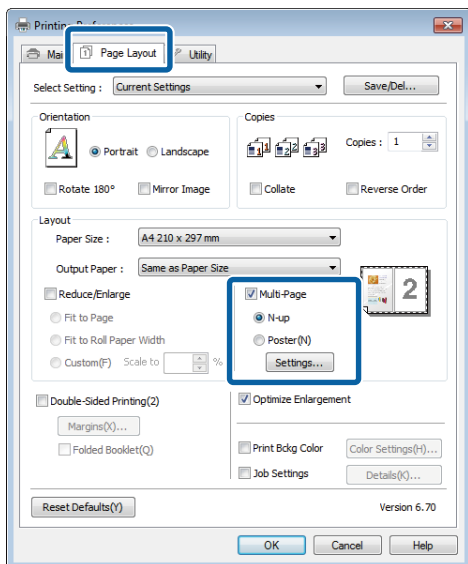 Printing Preferences
Page Layout
Utility
Select Setting : Current Settings Save/Del...
Orientation Copies
Portrait Landscape Copies : 1
Rotate 180° Mirror Image Collate Reverse Order
Layout
Paper Size : A4 210 x 297 mm
Output Paper : Same as Paper Size
Reduce/Enlarge Multi-Page
2
Fit to Page N-up
Fit to Roll Paper Width Poster(N)
Custom(F) Scale to % Settings...
Double-Sided Printing(2) Optimize Enlargement
Margins(X)...
Folded Booklet(Q) Print Bckg Color Color Settings(H)...
Job Settings Details(K)...
Reset Defaults(Y) Version 6.70
OK Cancel Help